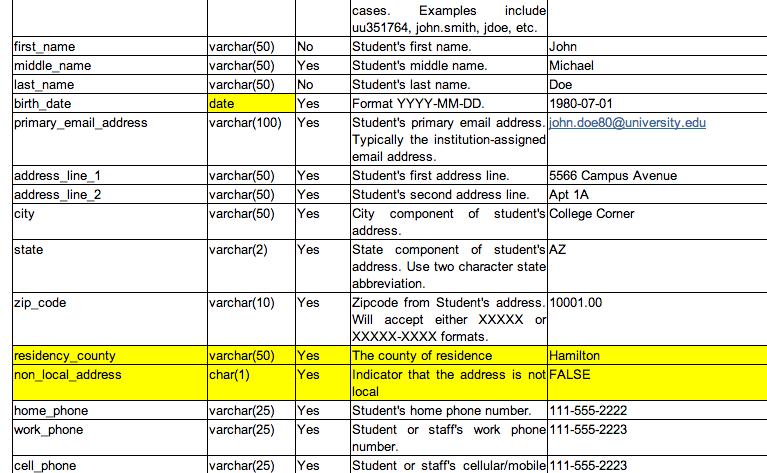 cases. Examples include
uu351764, john.smith, jdoe, etc.
first_name varchar(50) No Student's first name. John
middle_name varchar(50) Yes Student's middle name. Michael
last_name varchar(50) No Student's last name. Doe
birth_date date Yes Format YYYY-MM-DD. 1980-07-01
primary_email_address varchar(100) Yes Student's primary email address. john.doe80@university.edu
Typically the institution-assigned
email address.
address_line_1 varchar(50) Yes Student's first address line. 5566 Campus Avenue
address_line_2 varchar(50) Yes Student's second address line. Apt 1A
city varchar(50) Yes City component of student's College Corner
address.
state varchar(2) Yes State component of student's AZ
address. Use two character state
abbreviation.
zip_code varchar(10) Yes Zipcode from Student's address. 10001.00
Will accept either XXXXX or
XXXXX-XXXX formats.
residency_county varchar(50) Yes The county of residence Hamilton
non_local_address char(1) Yes Indicator that the address is not FALSE
local
home_phone varchar(25) Yes Student's home phone number. 111-555-2222
work_phone varchar(25) Yes Student or staff's work phone 111-555-2223
number.
cell_phone varchar(25) Yes Student or staff's cellular/mobile 111-555-2223